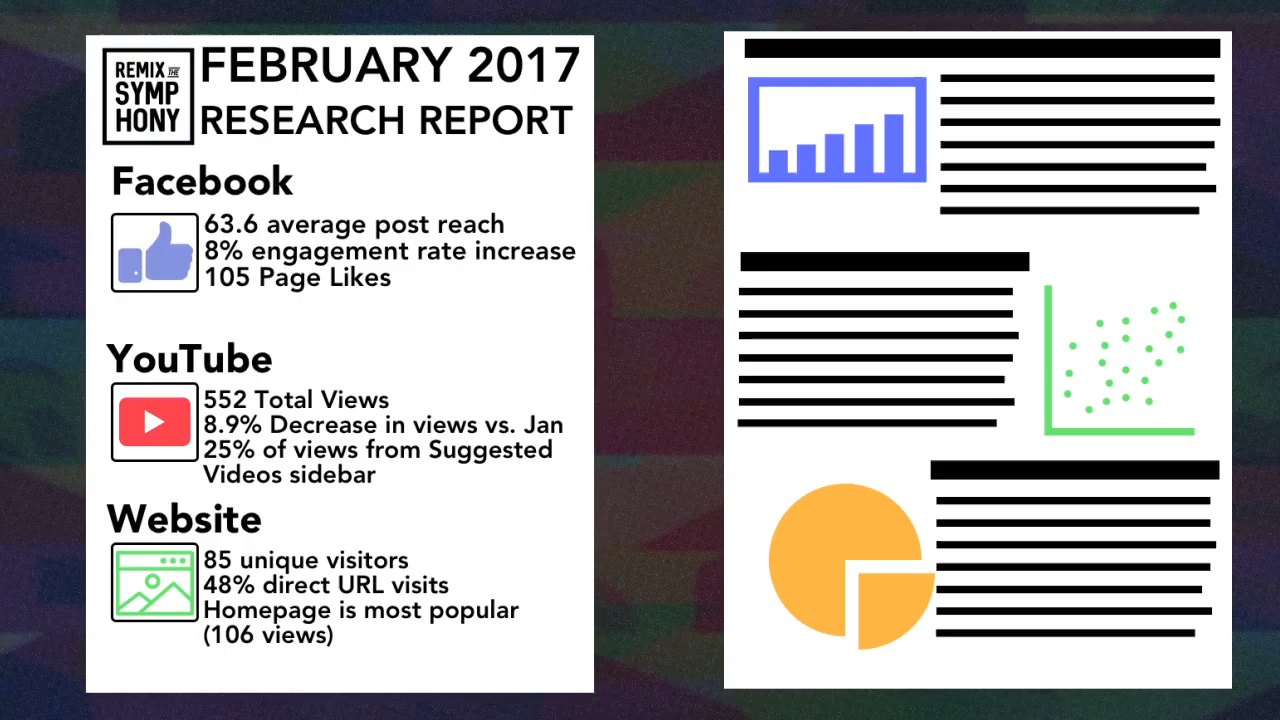 REMIX THE
SYMP
HONY
FEBRUARY 2017
RESEARCH REPORT
Facebook
63.6 average post reach
8% engagement rate increase
105 Page Likes
YouTube
552 Total Views
8.9% Decrease in views vs. Jan
25% of views from Suggested
Videos sidebar
Website
85 unique visitors
48% direct URL visits
Homepage is most popular
(106 views)